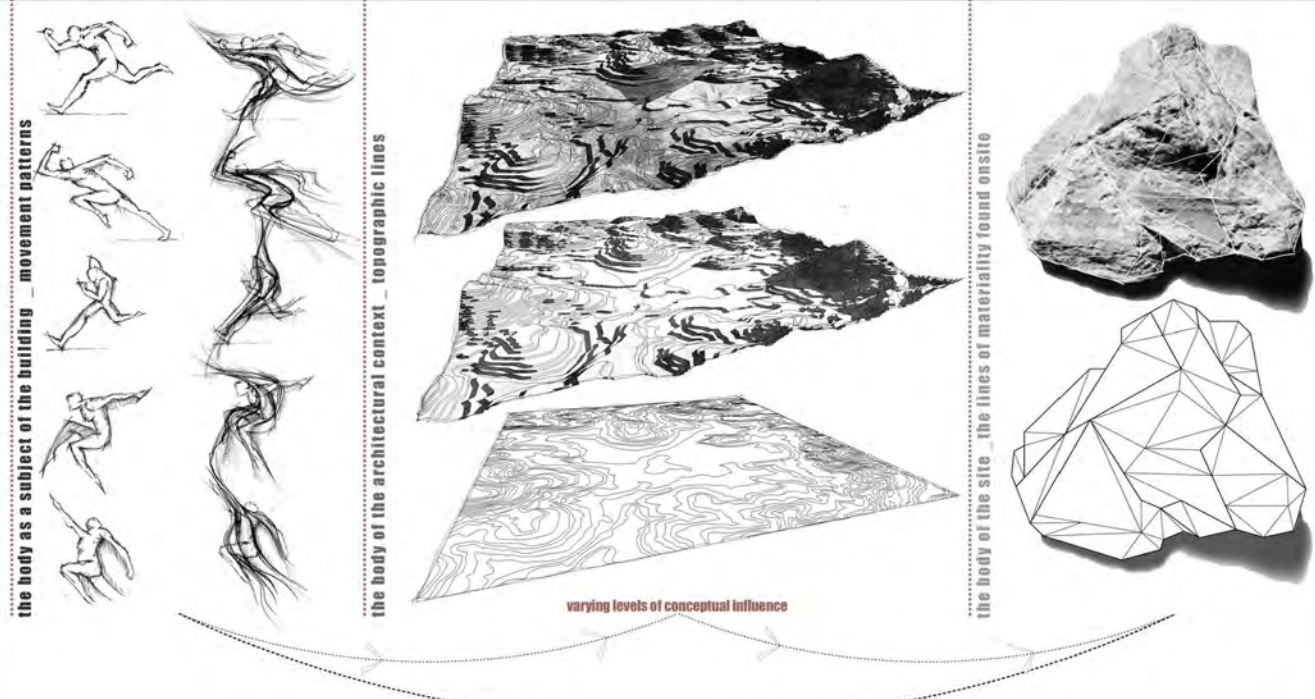 the body as a subject of the building _ movement patterns
the body of the architectural context _ topographic lines
the body of the site _ the lines of materiality found onsite
varying levels of conceptual influence